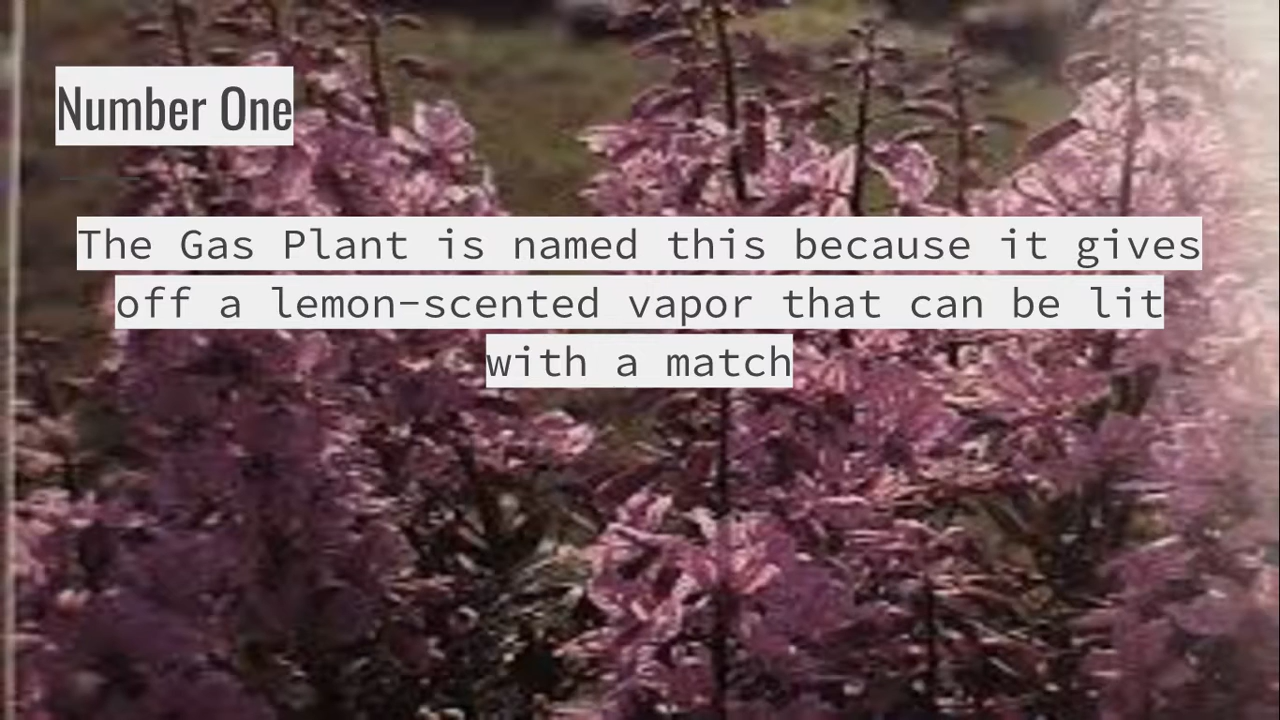 Number One
The Gas Plant is named this because it gives
off a lemon-scented vapor that can be lit
with a match